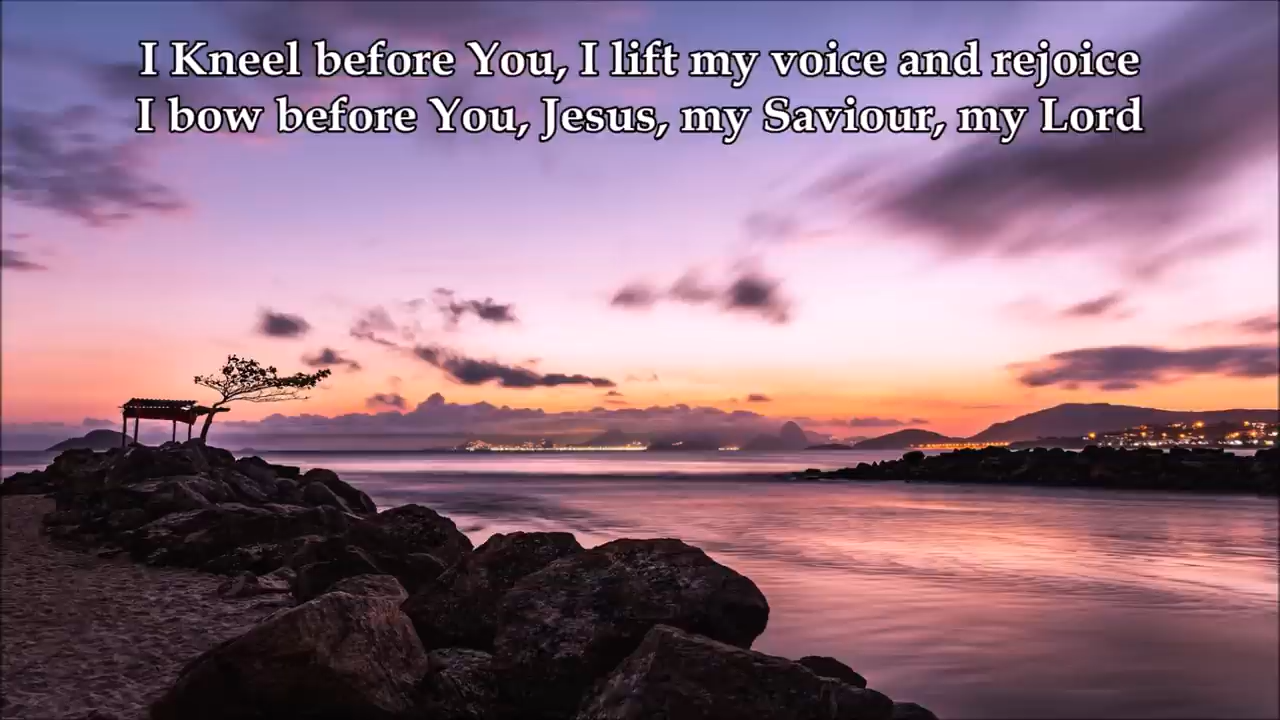 I Kneel before You, I lift my voice and rejoice
I bow before You, Jesus, my Saviour, my Lord